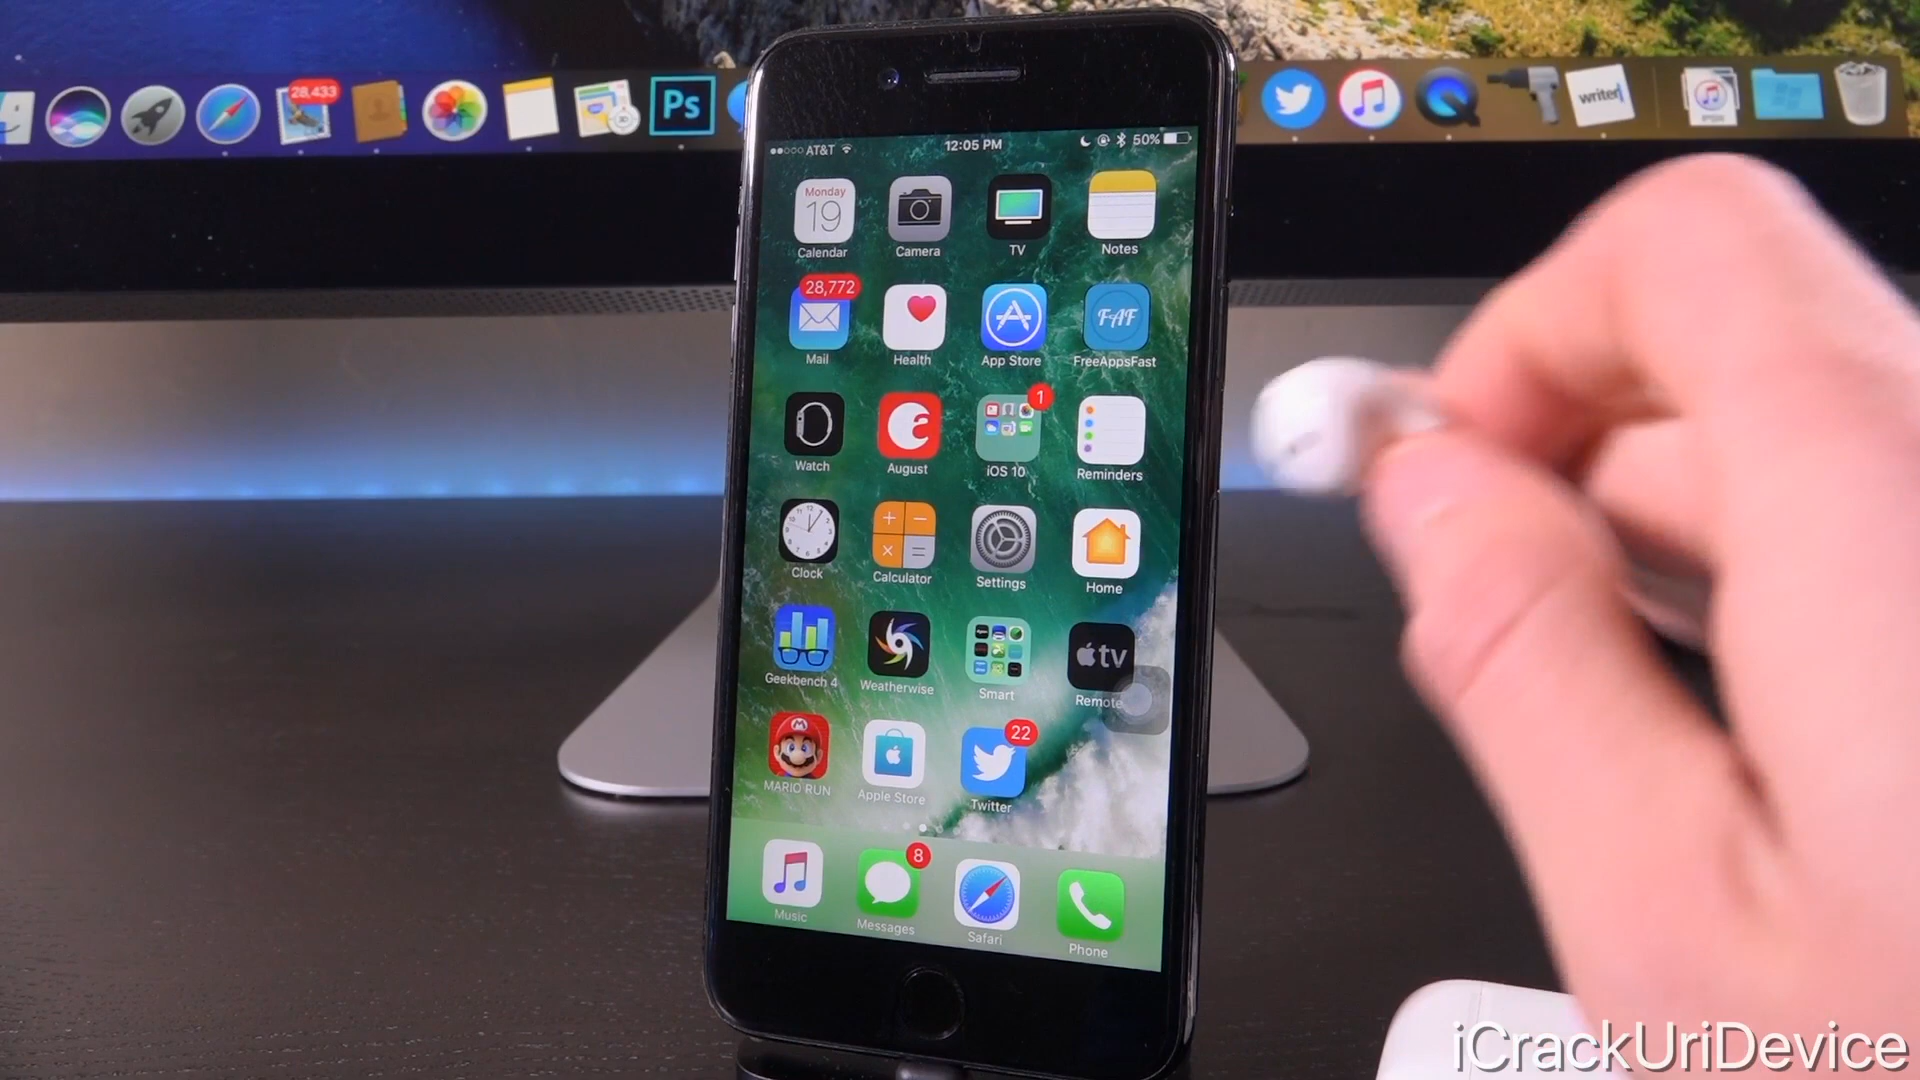 28,433
Ps
writer
AT&T
12:05 PM
50%
Monday
19
Calendar
Camera
TV
Notes
28,772
Mail
Health
App Store
FAF
FreeAppsFast
Watch
August
1
iOS 10
Reminders
Clock
Calculator
Settings
Home
Geekbench 4
Weatherwise
Smart
tv
Remote
MARIO RUN
Apple Store
22
Twitter
Music
8
Messages
Safari
Phone
iCrackUriDevice